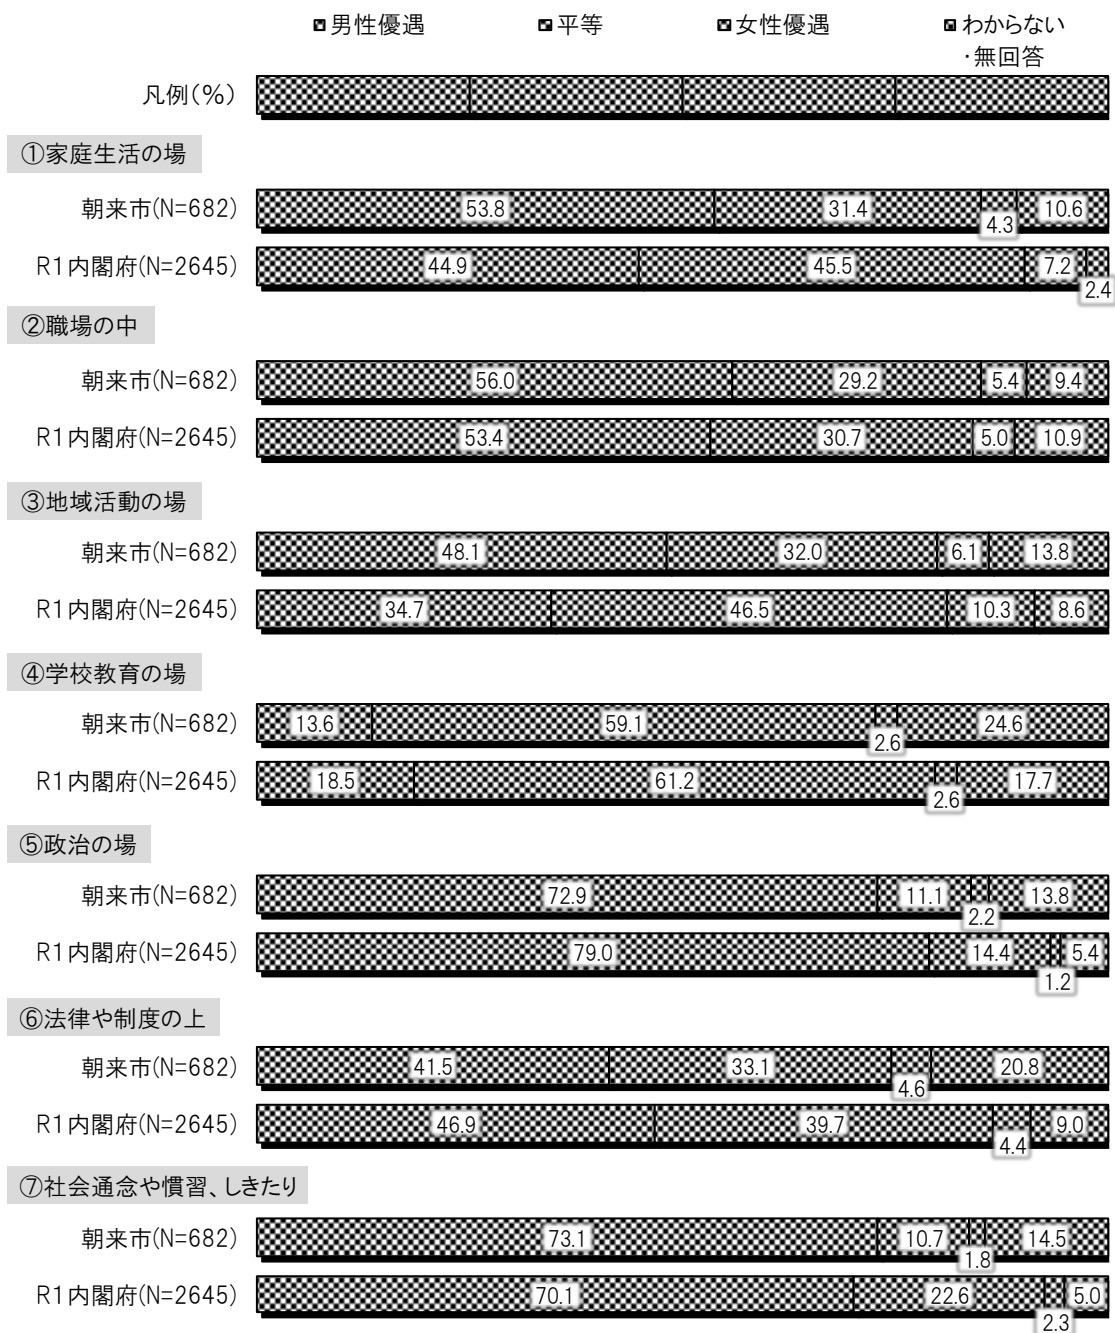 男性優遇 平等 女性優遇 わからない
・無回答
凡例(%)
①家庭生活の場
朝来市(N=682) 53.8 31.4 4.3 10.6
R1内閣府(N=2645) 44.9 45.5 7.2 2.4
②職場の中
朝来市(N=682) 56.0 29.2 5.4 9.4
R1内閣府(N=2645) 53.4 30.7 5.0 10.9
③地域活動の場
朝来市(N=682) 48.1 32.0 6.1 13.8
R1内閣府(N=2645) 34.7 46.5 10.3 8.6
④学校教育の場
朝来市(N=682) 13.6 59.1 2.6 24.6
R1内閣府(N=2645) 18.5 61.2 2.6 17.7
⑤政治の場
朝来市(N=682) 72.9 11.1 2.2 13.8
R1内閣府(N=2645) 79.0 14.4 1.2 5.4
⑥法律や制度の上
朝来市(N=682) 41.5 33.1 4.6 20.8
R1内閣府(N=2645) 46.9 39.7 4.4 9.0
⑦社会通念や慣習、しきたり
朝来市(N=682) 73.1 10.7 1.8 14.5
R1内閣府(N=2645) 70.1 22.6 2.3 5.0